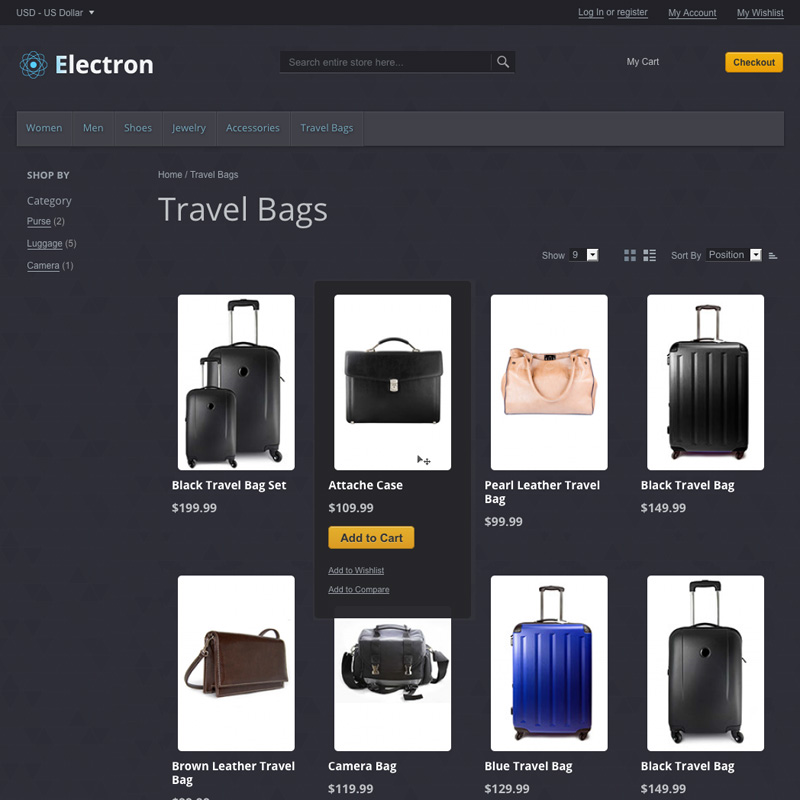 USD - US Dollar
Log In or register
My Account
My Wishlist
Electron
Search entire store here...
My Cart
Checkout
Women
Men
Shoes
Jewelry
Accessories
Travel Bags
SHOP BY
Category
Purse (2)
Luggage (5)
Camera (1)
Home / Travel Bags
Travel Bags
Show 9
Sort By Position
Black Travel Bag Set
$199.99
Attache Case
$109.99
Add to Cart
Add to Wishlist
Add to Compare
Pearl Leather Travel
Bag
$99.99
Black Travel Bag
$149.99
Brown Leather Travel
Bag
Camera Bag
$119.99
Blue Travel Bag
$129.99
Black Travel Bag
$149.99